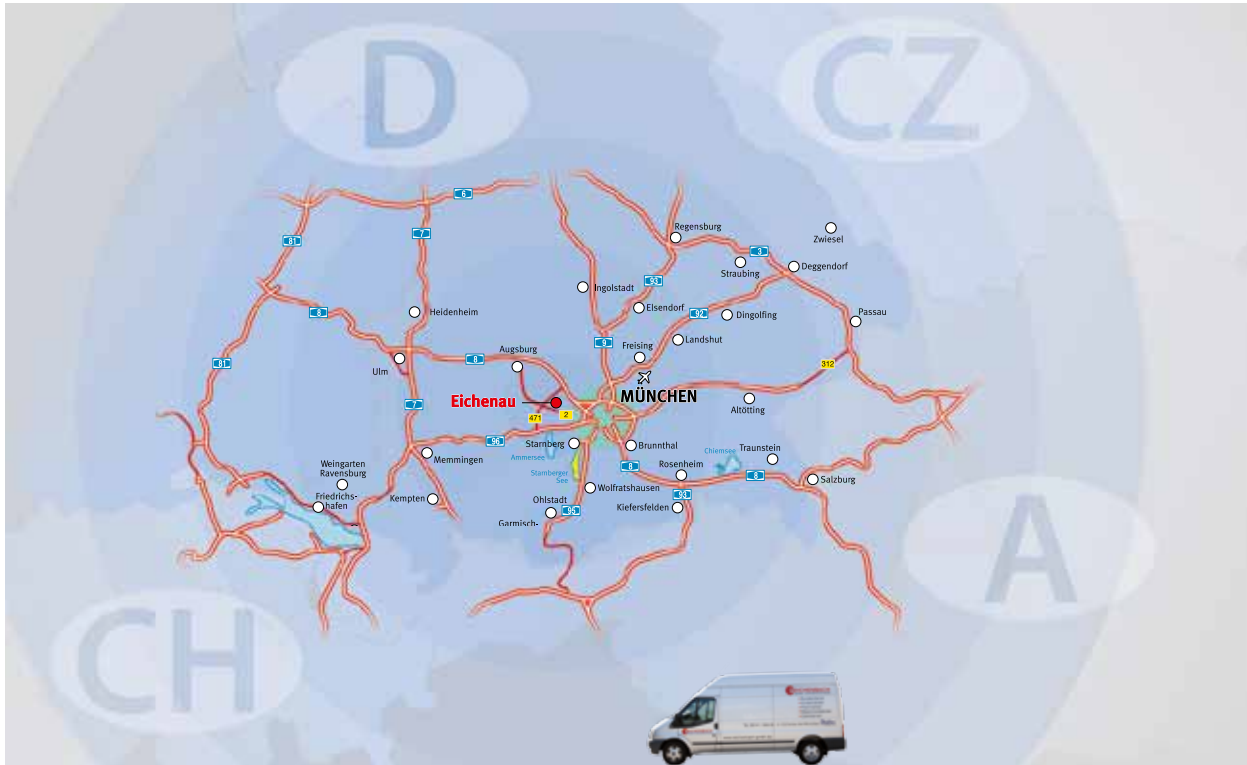 D
CZ
6
81
7
Regensburg
Zwiesel
3
Straubing
Deggendorf
93
Ingolstadt
Elsendorf
Heidenheim
8
92
Dingolfing
Passau
9
Landshut
Freising
Augsburg
8
81
Ulm
312
Eichenau
MÜNCHEN
7
471
2
Altötting
96
Starnberg
Brunnthal
Ammersee
Memmingen
Chiemsee
Traunstein
Weingarten
Ravensburg
8
Rosenheim
Starnberger
See
8
Salzburg
Friedrichs-
hafen
Kempten
Wolfratshausen
93
Ohlstadt
95
Kiefersfelden
Garmisch-
A
CH